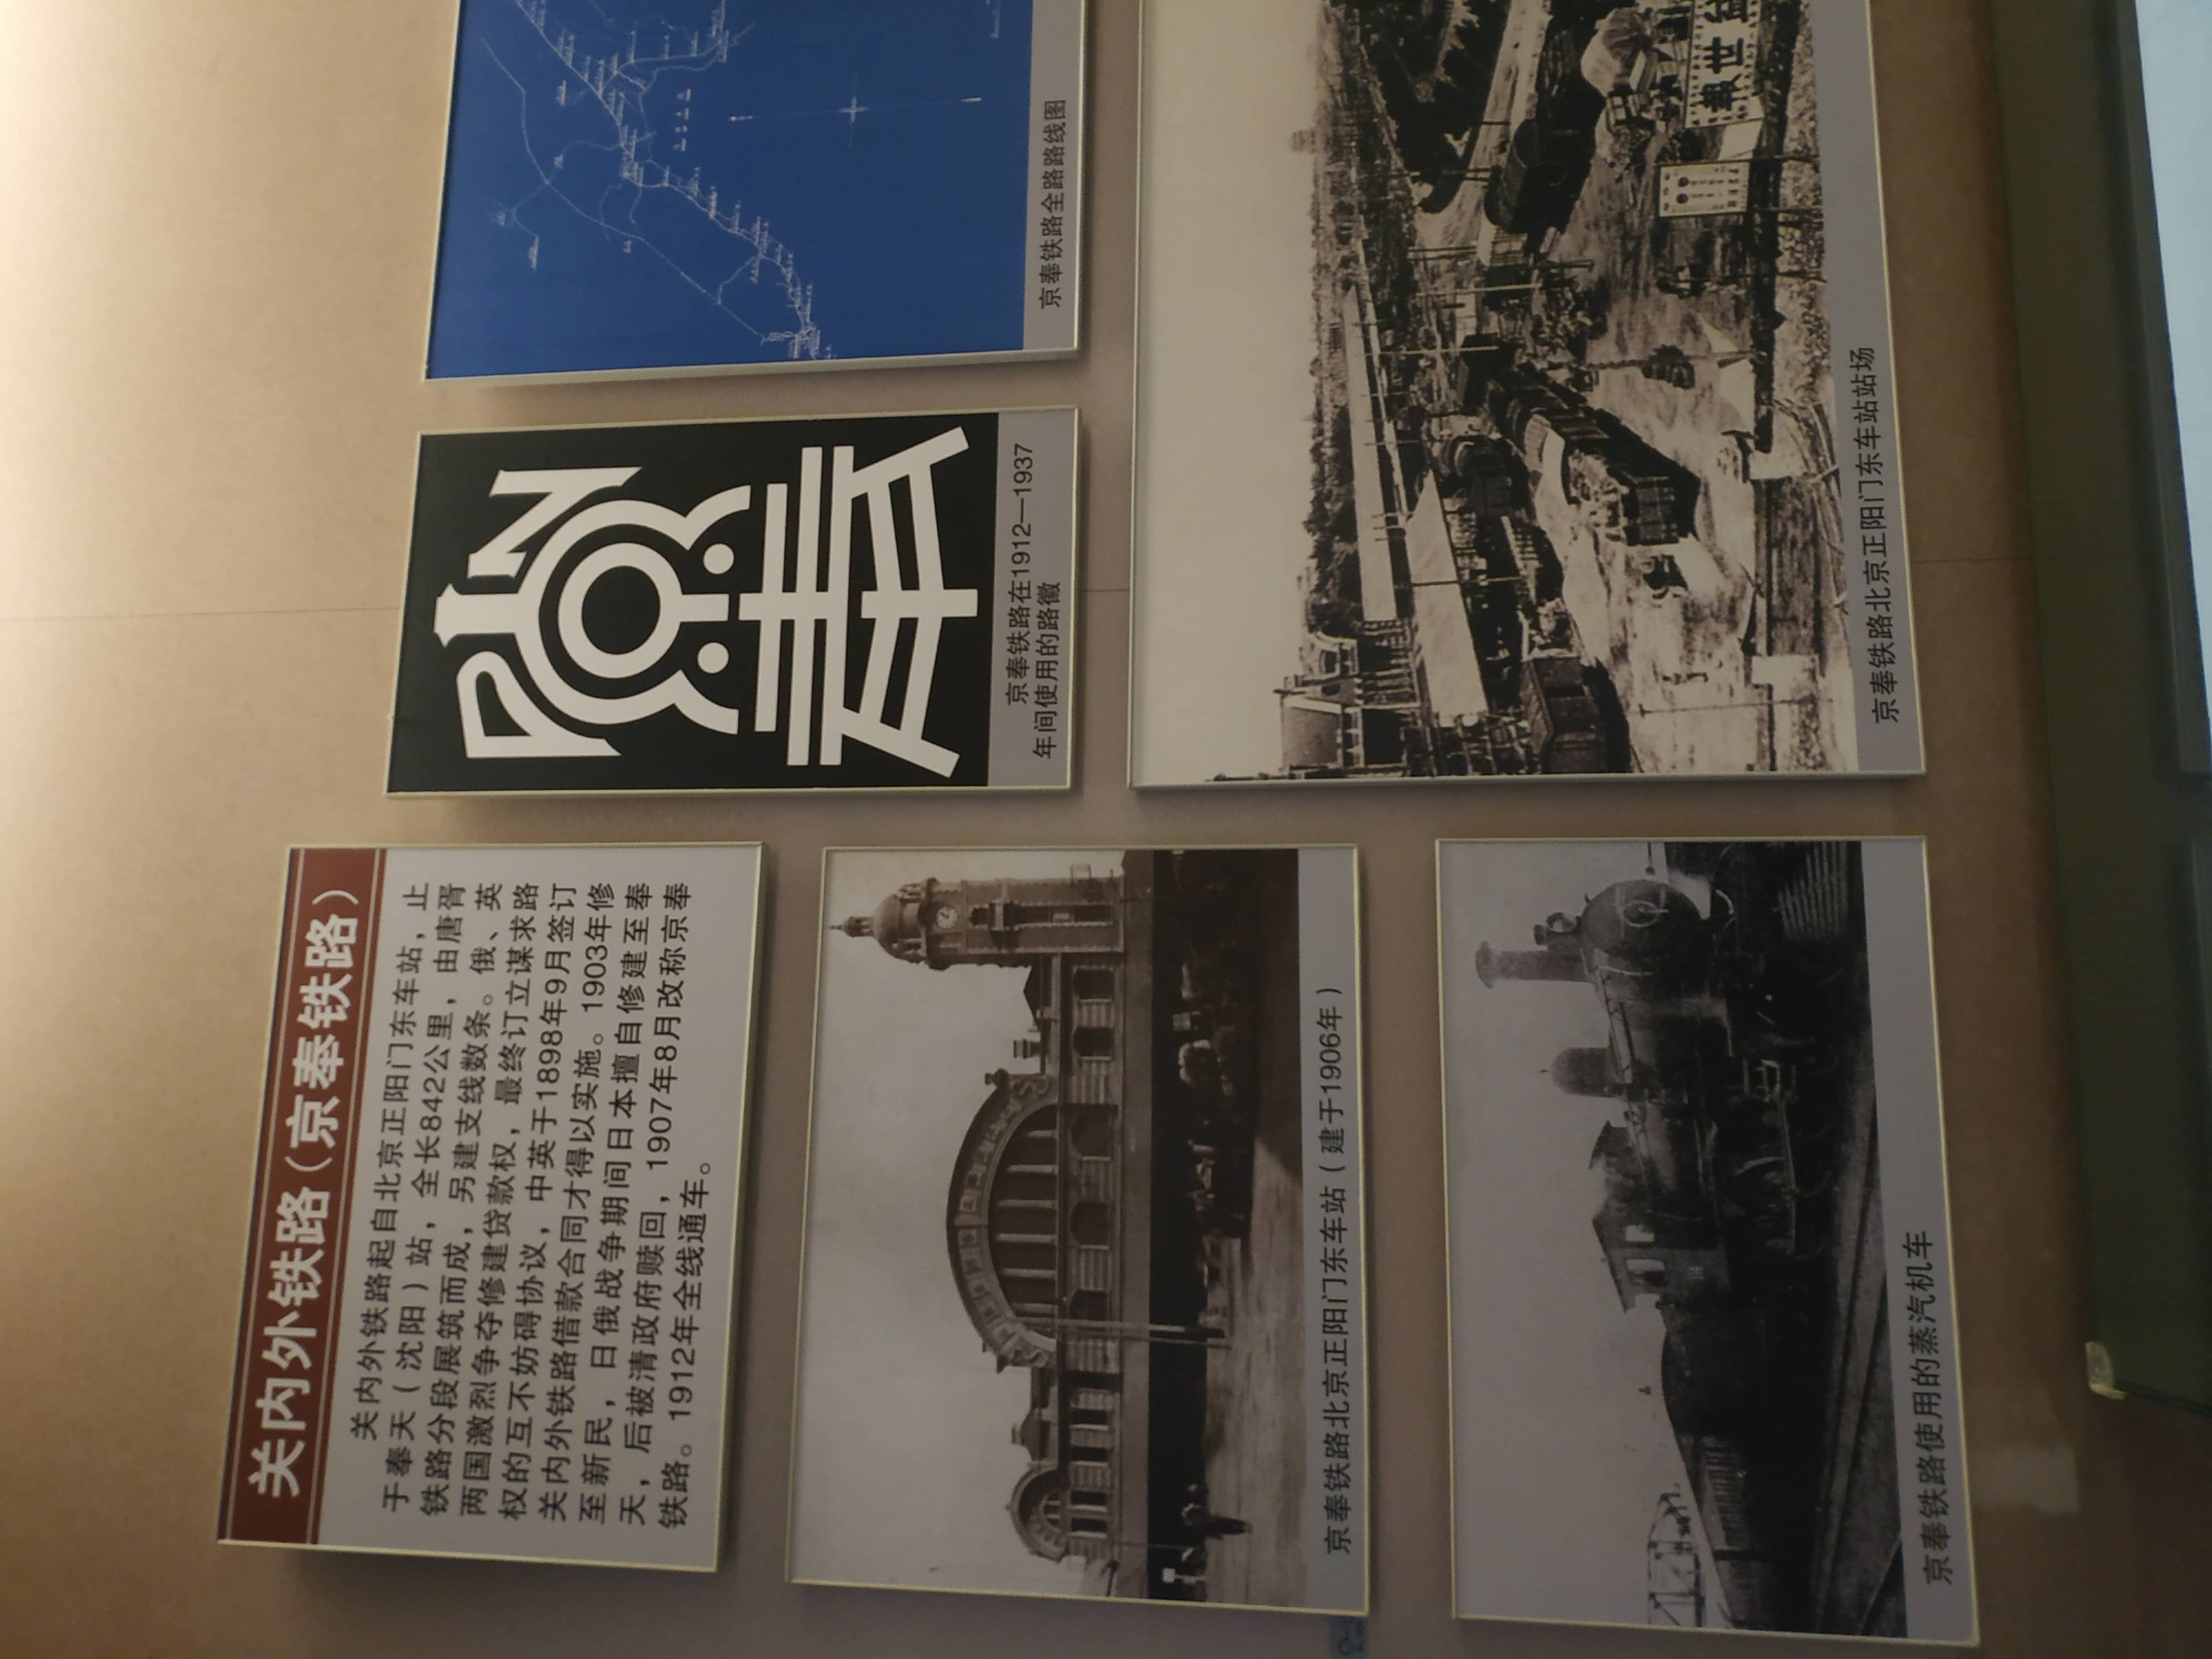 关内外铁路（京奉铁路）
关内外铁路起自北京正阳门东车站，止
于奉天（沈阳）站，全长842公里，由唐胥
铁路分段展筑而成，另建支线数条。俄、英
两国激烈争夺修建贷款权，最终订立谋求路
权的互不妨碍协议，中英于1898年9月签订
关内外铁路借款合同才得以实施。1903年修
至新民，日俄战争期间日本擅自修建至奉
天，后被清政府赎回，1907年8月改称京奉
铁路。1912年全线通车。
P N
京奉
京奉铁路在1912—1937
年间使用的路徽
京奉铁路全路路线图
京奉铁路北京正阳门东车站（建于1906年）
報世益
京奉铁路北京正阳门东车站站场
京奉铁路使用的蒸汽机车